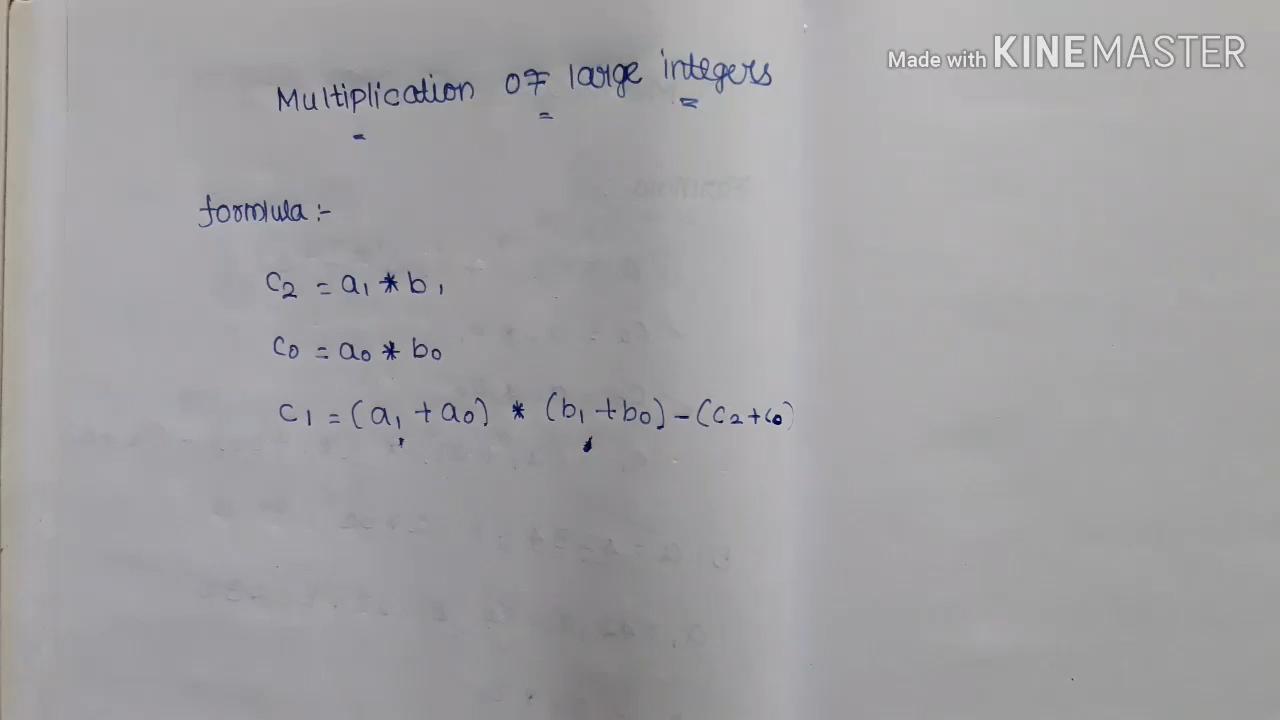 Made with KINEMASTER
Multiplication OF large integers
formula :-
C2 = a1 * b1
C0 = a0 * b0
C1 = (a1 + a0) * (b1 + b0) - (C2 + C0)